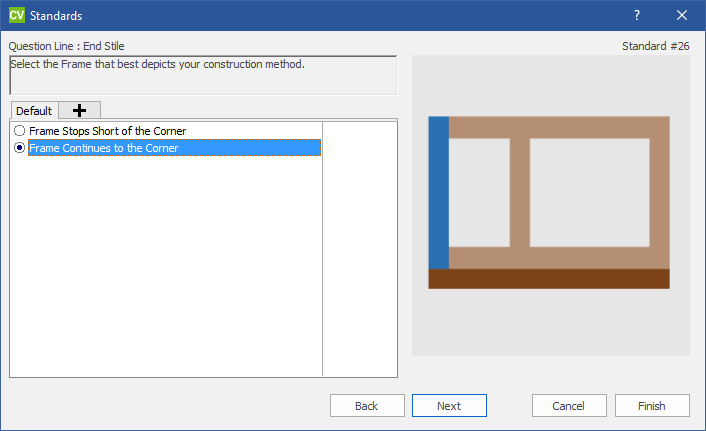 CV Standards ?
Question Line : End Stile Standard #26
Select the Frame that best depicts your construction method.
Default
Frame Stops Short of the Corner
Frame Continues to the Corner
Back Next Cancel Finish